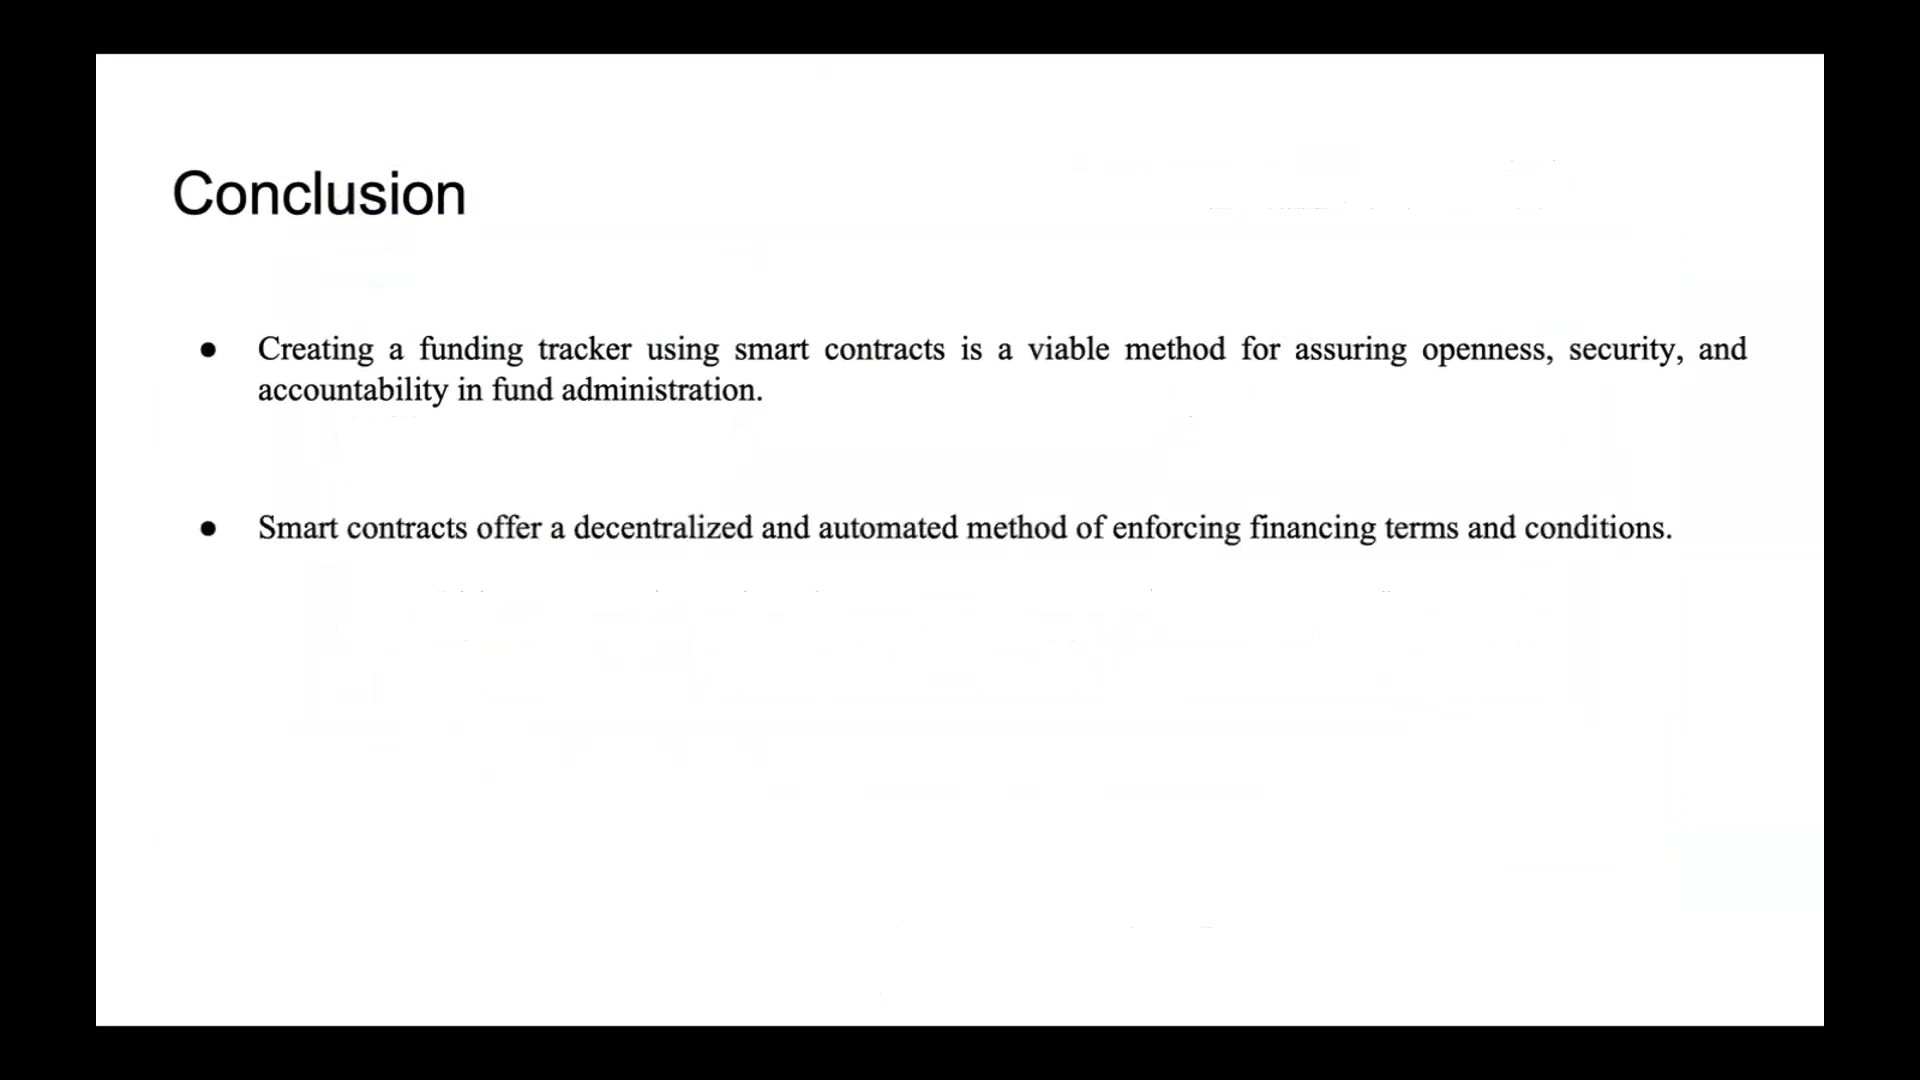 Conclusion
● Creating a funding tracker using smart contracts is a viable method for assuring openness, security, and
accountability in fund administration.
● Smart contracts offer a decentralized and automated method of enforcing financing terms and conditions.